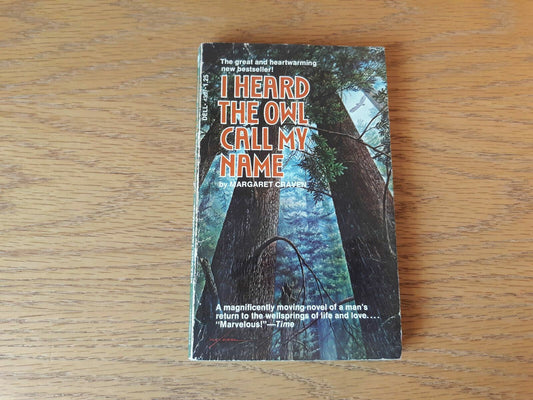 The great and heartwarming
new bestseller!
I HEARD
THE OWL
CALL MY
NAME
by MARGARET CRAVEN
A magnificently moving novel of a man's
return to the wellsprings of life and love....
"Marvelous!"—Time